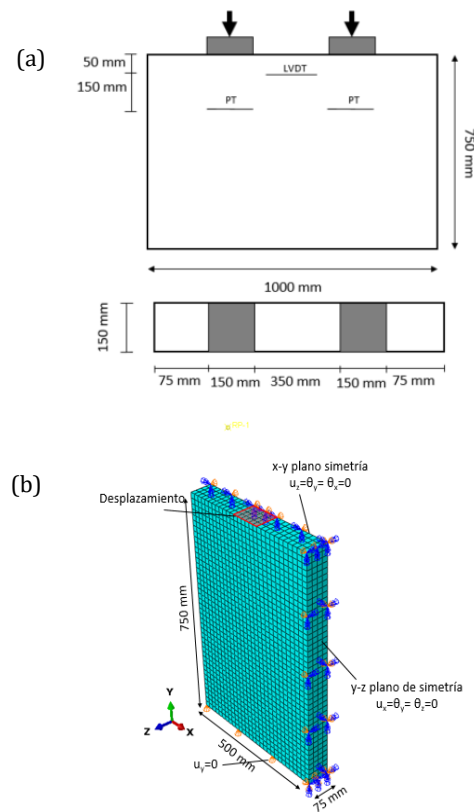 (a)
50 mm
150 mm
LVDT
PT
PT
750 mm
1000 mm
150 mm
75 mm 150 mm 350 mm 150 mm 75 mm
(b)
x-y plano simetría
uz=θy= θx=0
Desplazamiento
750 mm
y-z plano de simetría
ux=θy= θz=0
Y
Z
X
500 mm
uy=0
75 mm